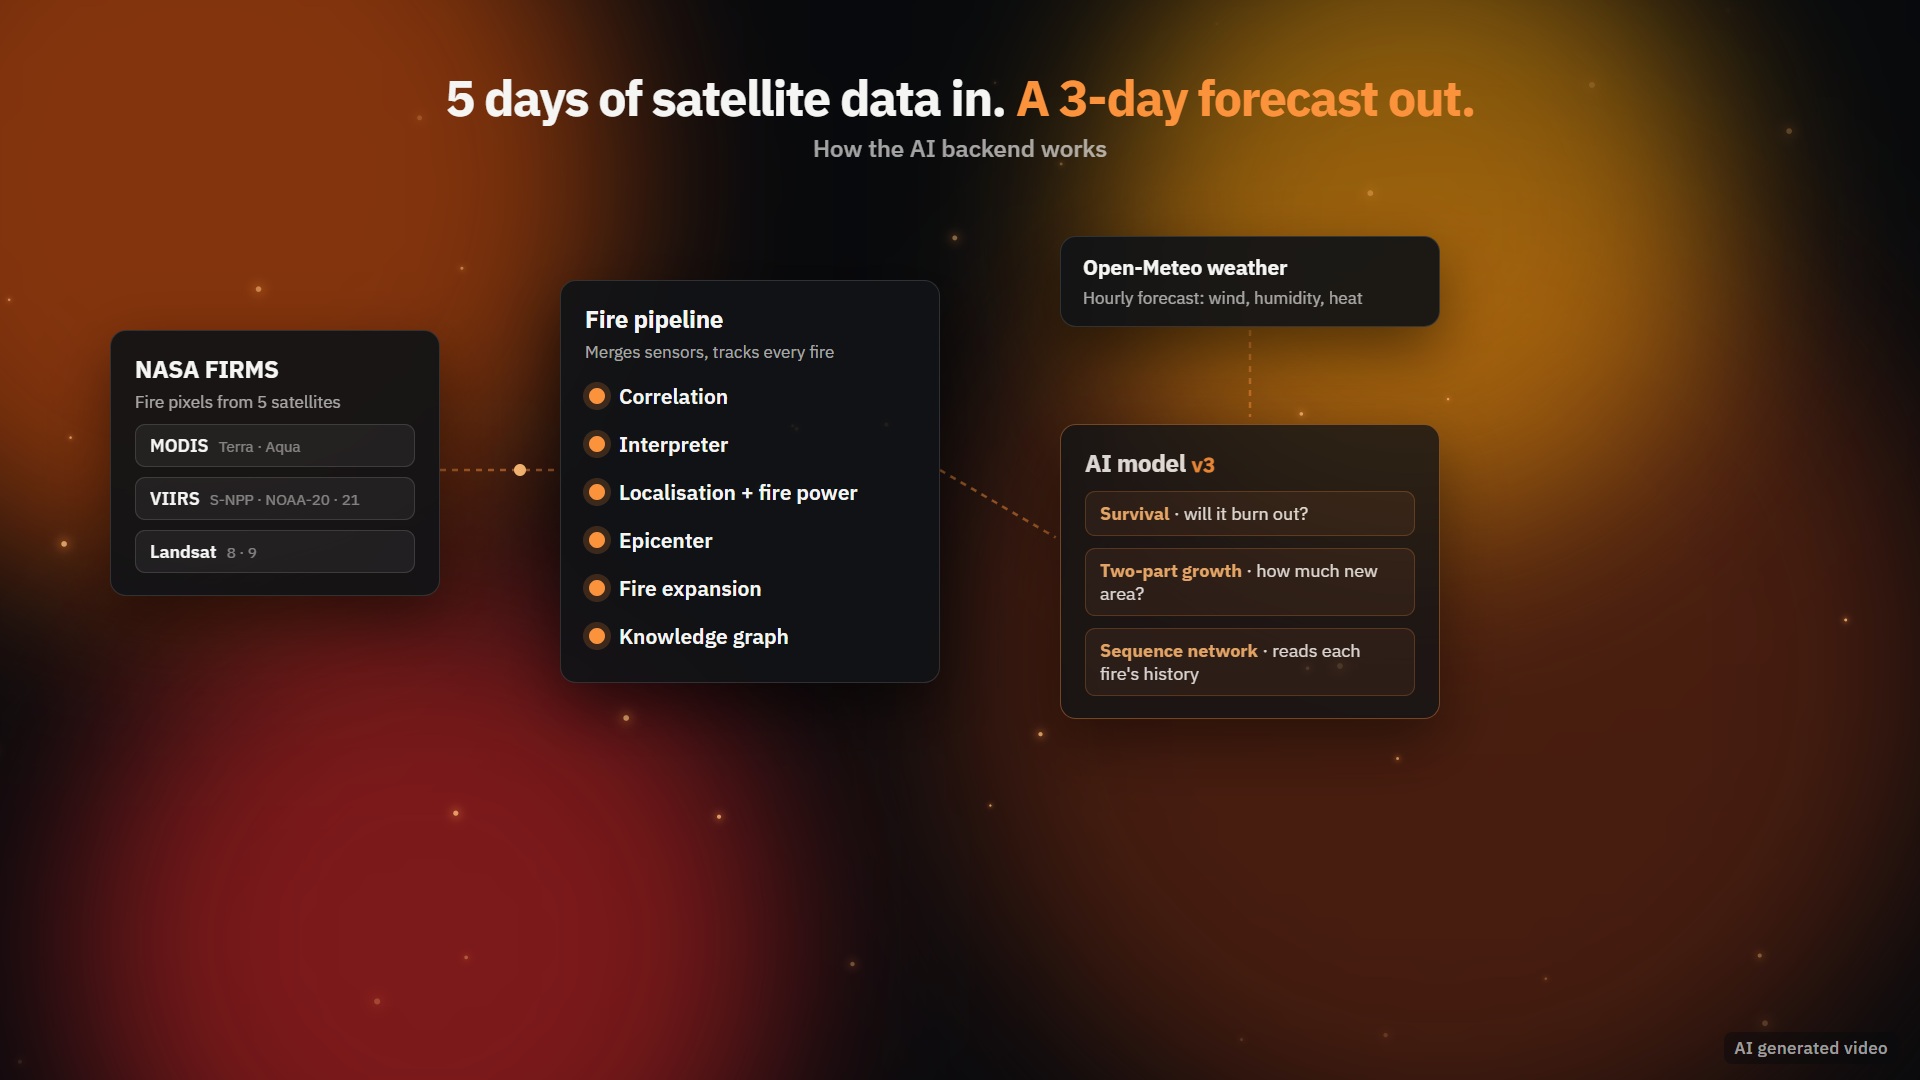 5 days of satellite data in. A 3-day forecast out.
How the AI backend works
NASA FIRMS
Fire pixels from 5 satellites
MODIS Terra · Aqua
VIIRS S-NPP · NOAA-20 · 21
Landsat 8 · 9
Fire pipeline
Merges sensors, tracks every fire
Correlation
Interpreter
Localisation + fire power
Epicenter
Fire expansion
Knowledge graph
Open-Meteo weather
Hourly forecast: wind, humidity, heat
AI model v3
Survival · will it burn out?
Two-part growth · how much new
area?
Sequence network · reads each
fire's history
AI generated video